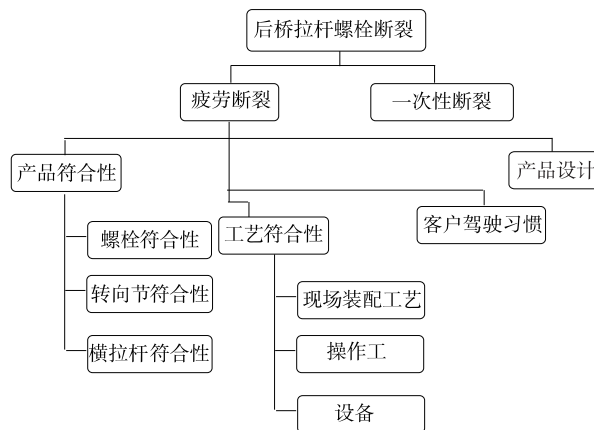 后桥拉杆螺栓断裂
疲劳断裂
一次性断裂
产品符合性
产品设计
螺栓符合性
工艺符合性
客户驾驶习惯
转向节符合性
现场装配工艺
横拉杆符合性
操作工
设备